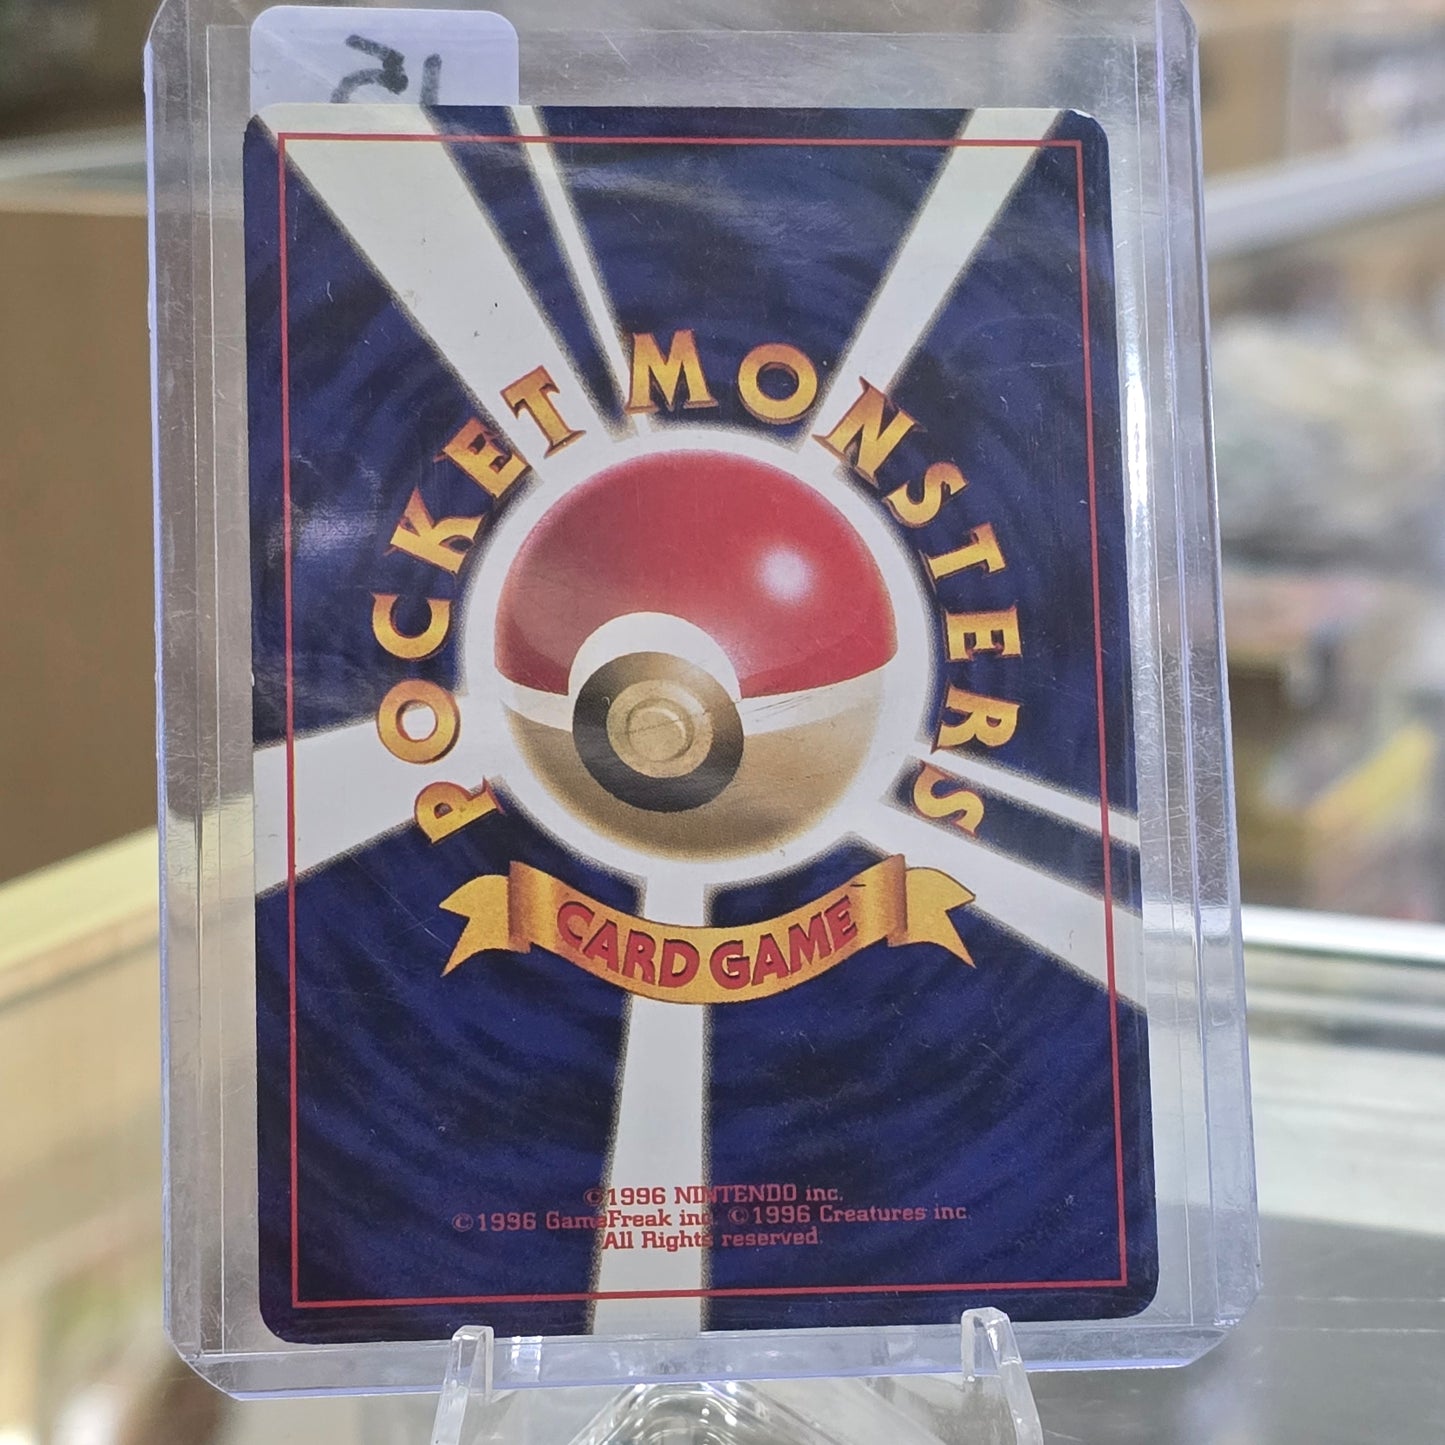 POCKET MONSTERS
CARD GAME
©1996 NINTENDO inc.
©1996 GameFreak inc. ©1996 Creatures inc.
All Rights reserved.